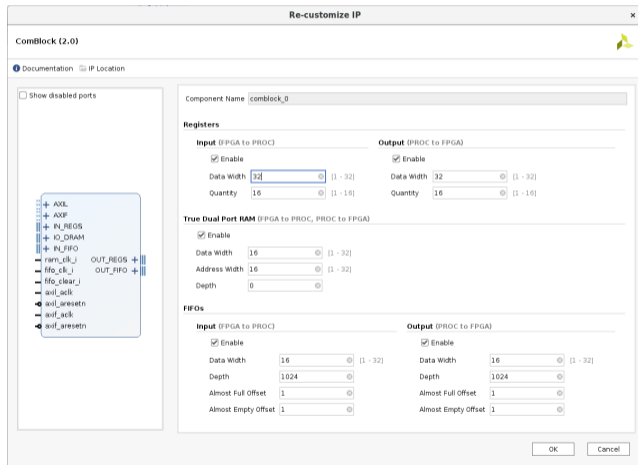 Re-customize IP
ComBlock (2.0)
Documentation IP Location
Show disabled ports
+ AXIL
+ AXIF
+ IN_REGS
+ IO_DRAM
+ IN_FIFO
ram_clk_i OUT_REGS +
fifo_clk_i OUT_FIFO +
fifo_clear_i
axil_aclk
axil_aresetn
axif_aclk
axif_aresetn
Component Name comblock_0
Registers
Input (FPGA to PROC) Output (PROC to FPGA)
Enable Enable
Data Width 32 [1 - 32] Data Width 32 [1 - 32]
Quantity 16 [1 - 16] Quantity 16 [1 - 16]
True Dual Port RAM (FPGA to PROC, PROC to FPGA)
Enable
Data Width 16 [1 - 32]
Address Width 16 [1 - 32]
Depth 0
FIFOs
Input (FPGA to PROC) Output (PROC to FPGA)
Enable Enable
Data Width 16 [1 - 32] Data Width 16 [1 - 32]
Depth 1024 Depth 1024
Almost Full Offset 1 Almost Full Offset 1
Almost Empty Offset 1 Almost Empty Offset 1
OK Cancel